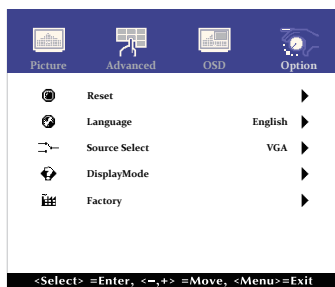 Picture Advanced OSD Option
Reset
Language English
Source Select VGA
DisplayMode
Factory
<Select> =Enter, <−,+> =Move, <Menu>=Exit